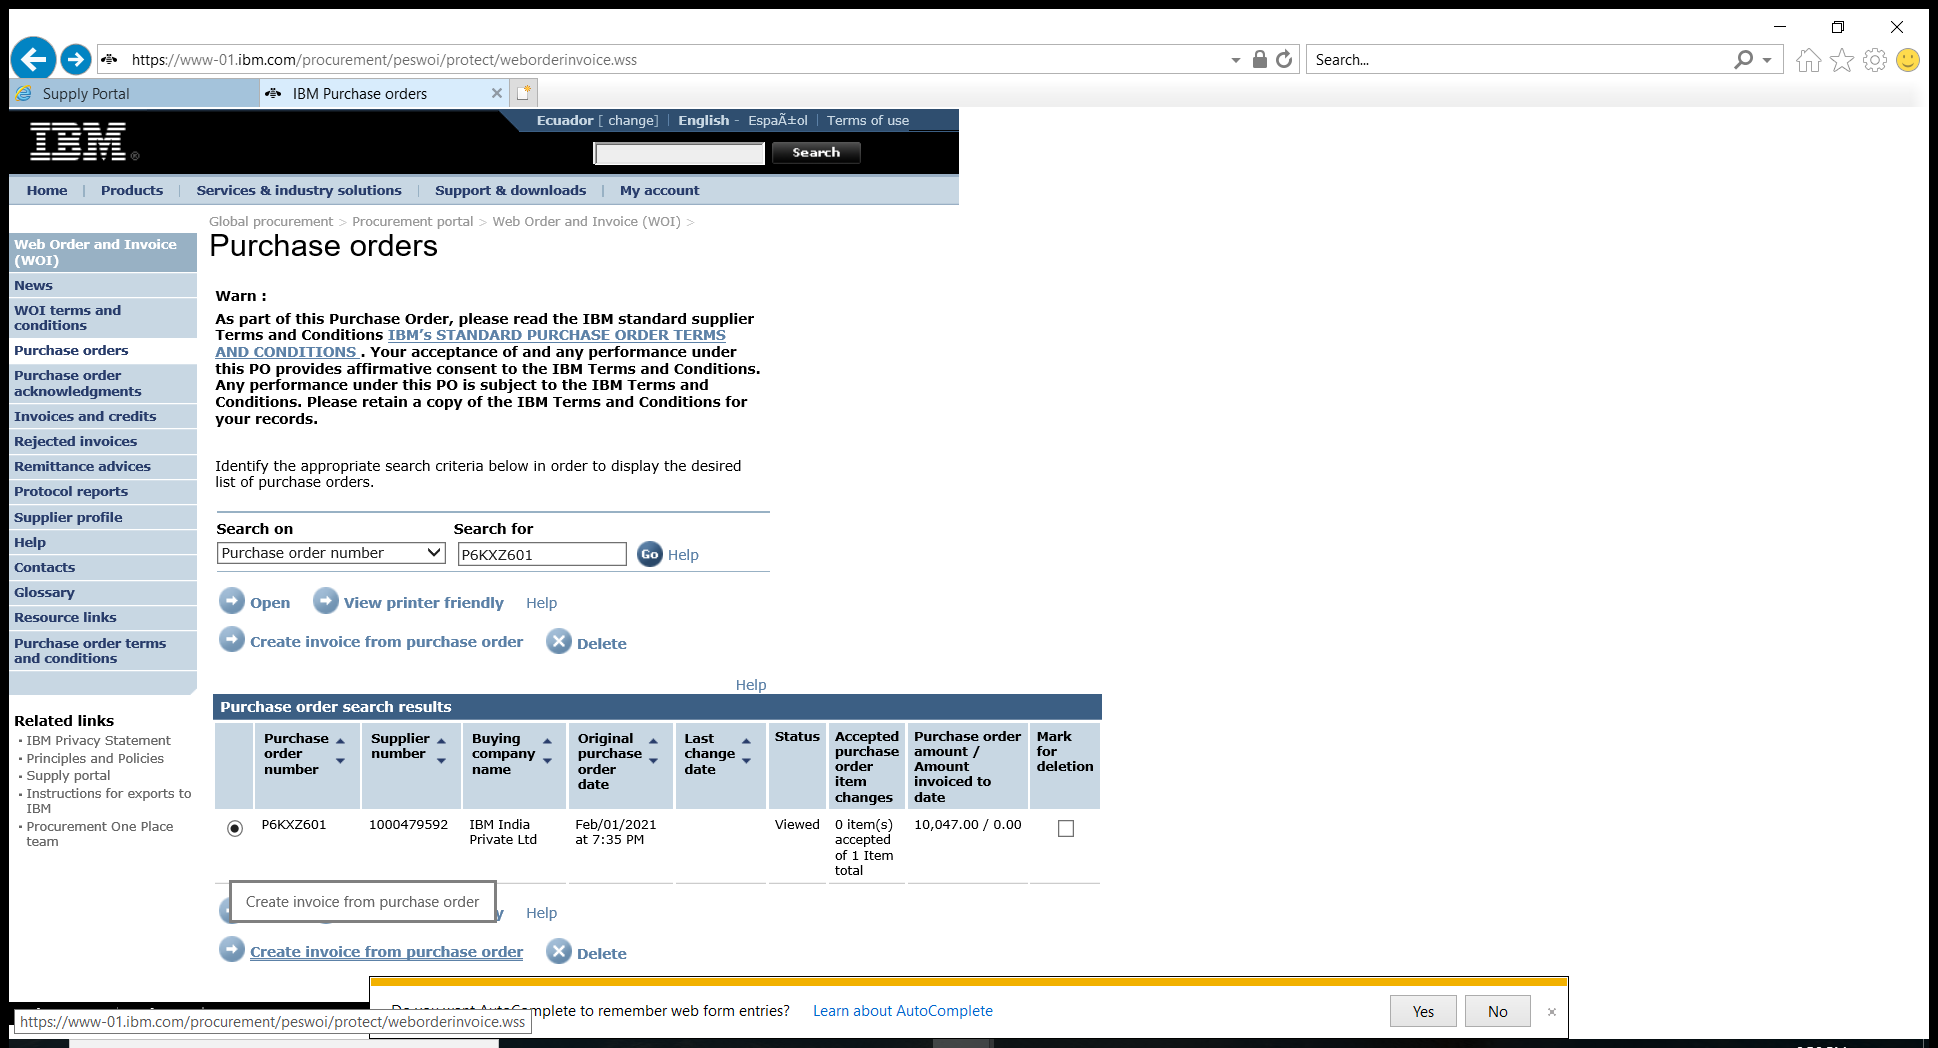 https://www-01.ibm.com/procurement/peswoi/protect/weborderinvoice.wss
Search...
Supply Portal
IBM Purchase orders
IBM®
Ecuador [ change] | English - EspaÃ±ol | Terms of use
Search
Home | Products | Services & industry solutions | Support & downloads | My account
Global procurement > Procurement portal > Web Order and Invoice (WOI) >
Purchase orders
Web Order and Invoice
(WOI)
News
WOI terms and
conditions
Purchase orders
Purchase order
acknowledgments
Invoices and credits
Rejected invoices
Remittance advices
Protocol reports
Supplier profile
Help
Contacts
Glossary
Resource links
Purchase order terms
and conditions
Related links
IBM Privacy Statement
Principles and Policies
Supply portal
Instructions for exports to
IBM
Procurement One Place
team
Warn :
As part of this Purchase Order, please read the IBM standard supplier
Terms and Conditions IBM’s STANDARD PURCHASE ORDER TERMS
AND CONDITIONS . Your acceptance of and any performance under
this PO provides affirmative consent to the IBM Terms and Conditions.
Any performance under this PO is subject to the IBM Terms and
Conditions. Please retain a copy of the IBM Terms and Conditions for
your records.
Identify the appropriate search criteria below in order to display the desired
list of purchase orders.
Search on Search for
Purchase order number P6KXZ601 Go Help
Open View printer friendly Help
Create invoice from purchase order Delete
Help
Purchase order search results
Purchase
order
number
Supplier
number
Buying
company
name
Original
purchase
order
date
Last
change
date
Status
Accepted
purchase
order
item
changes
Purchase order
amount /
Amount
invoiced to
date
Mark
for
deletion
P6KXZ601
1000479592
IBM India
Private Ltd
Feb/01/2021
at 7:35 PM
Viewed
0 item(s)
accepted
of 1 Item
total
10,047.00 / 0.00
Create invoice from purchase order
Help
Create invoice from purchase order Delete
AutoComplete to remember web form entries? Learn about AutoComplete
Yes No
https://www-01.ibm.com/procurement/peswoi/protect/weborderinvoice.wss